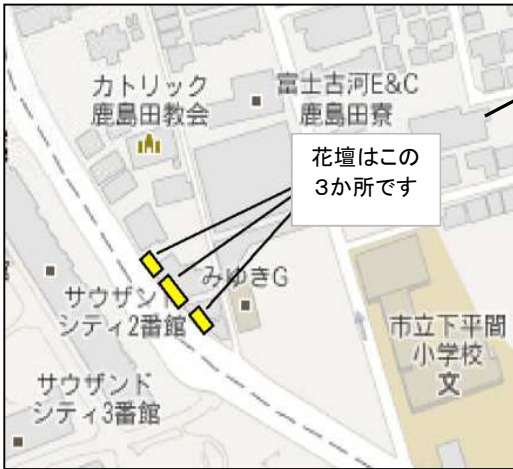 カトリック
鹿島田教会
富士古河E&C
鹿島田寮
花壇はこの
3か所です
みゆきG
サウザンド
シティ2番館
市立下平間
小学校
文
サウザンド
シティ3番館